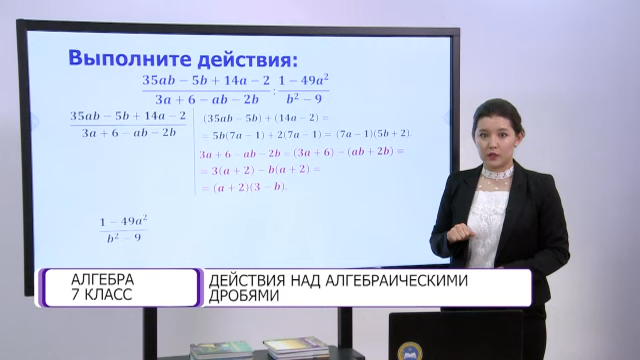 Выполните действия:
35ab − 5b + 14a − 2 / 3a + 6 − ab − 2b : 1 − 49a² / b² − 9
35ab − 5b + 14a − 2 / 3a + 6 − ab − 2b
(35ab − 5b) + (14a − 2) =
= 5b(7a − 1) + 2(7a − 1) = (7a − 1)(5b + 2).
3a + 6 − ab − 2b = (3a + 6) − (ab + 2b) =
= 3(a + 2) − b(a + 2) =
= (a + 2)(3 − b).
1 − 49a² / b² − 9
АЛГЕБРА
7 КЛАСС
ДЕЙСТВИЯ НАД АЛГЕБРАИЧЕСКИМИ
ДРОБЯМИ